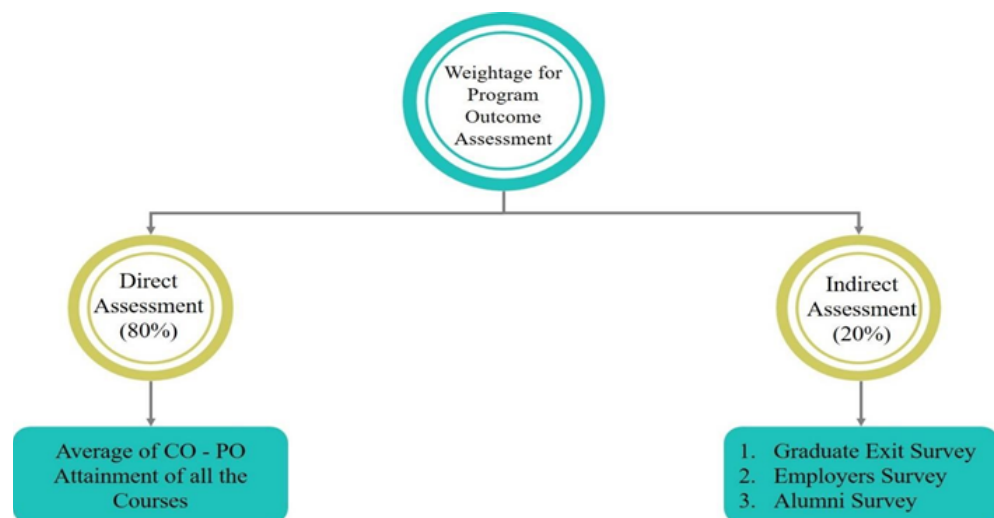 Weightage for
Program
Outcome
Assessment
Direct
Assessment
(80%)
Indirect
Assessment
(20%)
Average of CO - PO
Attainment of all the
Courses
1. Graduate Exit Survey
2. Employers Survey
3. Alumni Survey